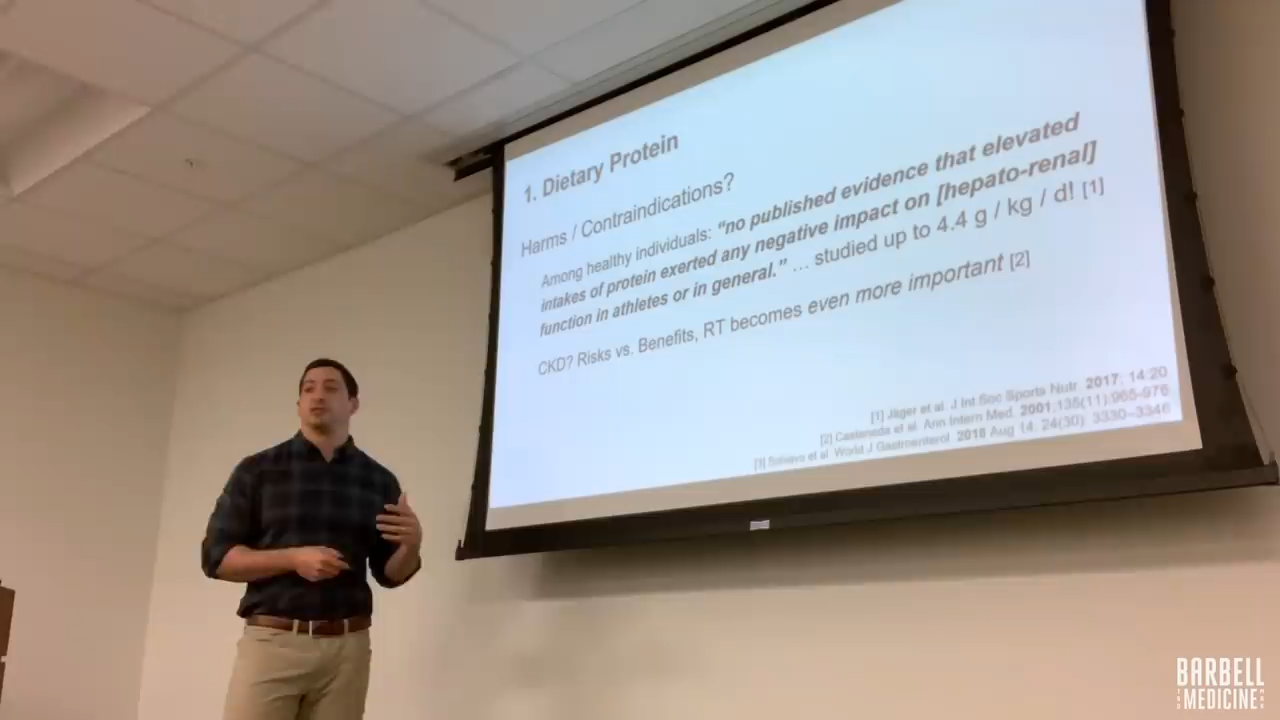 1. Dietary Protein
Harms / Contraindications?
Among healthy individuals: “no published evidence that elevated
intakes of protein exerted any negative impact on [hepato-renal]
function in athletes or in general.” ... studied up to 4.4 g / kg / d! [1]
CKD? Risks vs. Benefits, RT becomes even more important [2]
[1] Jäger et al. J Int Soc Sports Nutr. 2017; 14:20
[2] Castaneda et al. Ann Intern Med. 2001;135(11):965-976
[3] et al. World J Gastroenterol. 2018 Aug 14; 24(30): 3330–3346
BARBELL
MEDICINE